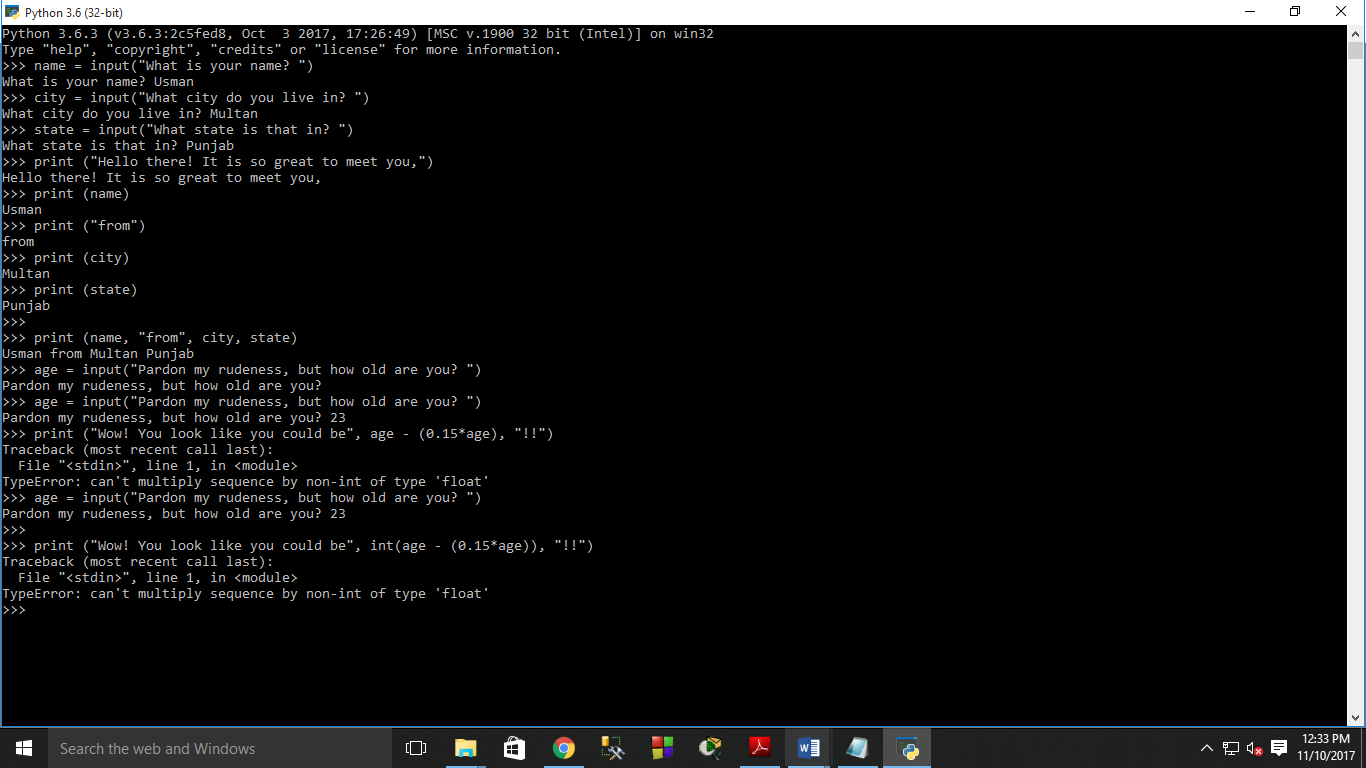 Python 3.6 (32-bit)
Python 3.6.3 (v3.6.3:2c5fed8, Oct  3 2017, 17:26:49) [MSC v.1900 32 bit (Intel)] on win32
Type "help", "copyright", "credits" or "license" for more information.
>>> name = input("What is your name? ")
What is your name? Usman
>>> city = input("What city do you live in? ")
What city do you live in? Multan
>>> state = input("What state is that in? ")
What state is that in? Punjab
>>> print ("Hello there! It is so great to meet you,")
Hello there! It is so great to meet you,
>>> print (name)
Usman
>>> print ("from")
from
>>> print (city)
Multan
>>> print (state)
Punjab
>>>
>>> print (name, "from", city, state)
Usman from Multan Punjab
>>> age = input("Pardon my rudeness, but how old are you? ")
Pardon my rudeness, but how old are you?
>>> age = input("Pardon my rudeness, but how old are you? ")
Pardon my rudeness, but how old are you? 23
>>> print ("Wow! You look like you could be", age - (0.15*age), "!!")
Traceback (most recent call last):
  File "<stdin>", line 1, in <module>
TypeError: can't multiply sequence by non-int of type 'float'
>>> age = input("Pardon my rudeness, but how old are you? ")
Pardon my rudeness, but how old are you? 23
>>>
>>> print ("Wow! You look like you could be", int(age - (0.15*age)), "!!")
Traceback (most recent call last):
  File "<stdin>", line 1, in <module>
TypeError: can't multiply sequence by non-int of type 'float'
>>>
Search the web and Windows
12:33 PM
11/10/2017